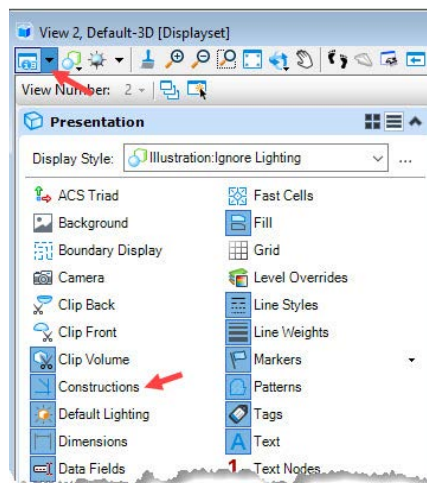 View 2, Default-3D [Displayset]
View Number: 2
Presentation
Display Style: Illustration:Ignore Lighting ...
ACS Triad Fast Cells
Background Fill
Boundary Display Grid
Camera Level Overrides
Clip Back Line Styles
Clip Front Line Weights
Clip Volume Markers
Constructions Patterns
Default Lighting Tags
Dimensions A Text
Data Fields 1 Text Nodes